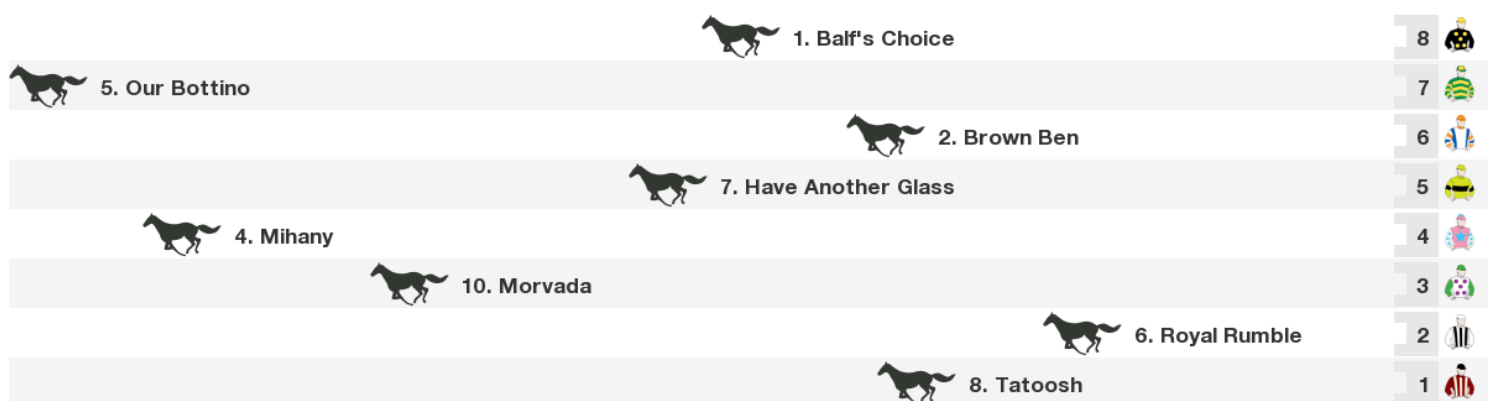 1. Balf's Choice 8
5. Our Bottino 7
2. Brown Ben 6
7. Have Another Glass 5
4. Mihany 4
10. Morvada 3
6. Royal Rumble 2
8. Tatoosh 1